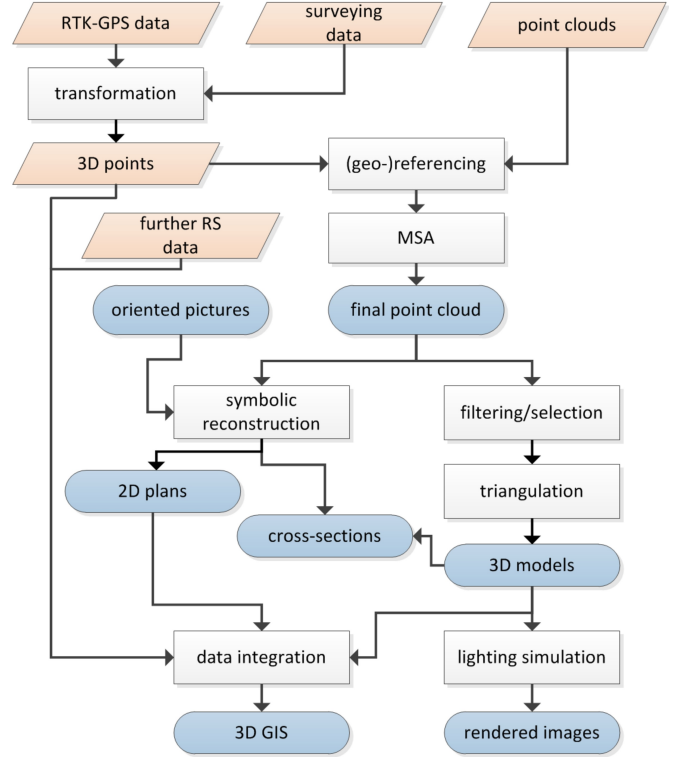 RTK-GPS data
surveying
data
point clouds
transformation
3D points
(geo-)referencing
further RS
data
MSA
oriented pictures
final point cloud
symbolic
reconstruction
filtering/selection
2D plans
triangulation
cross-sections
3D models
data integration
lighting simulation
3D GIS
rendered images